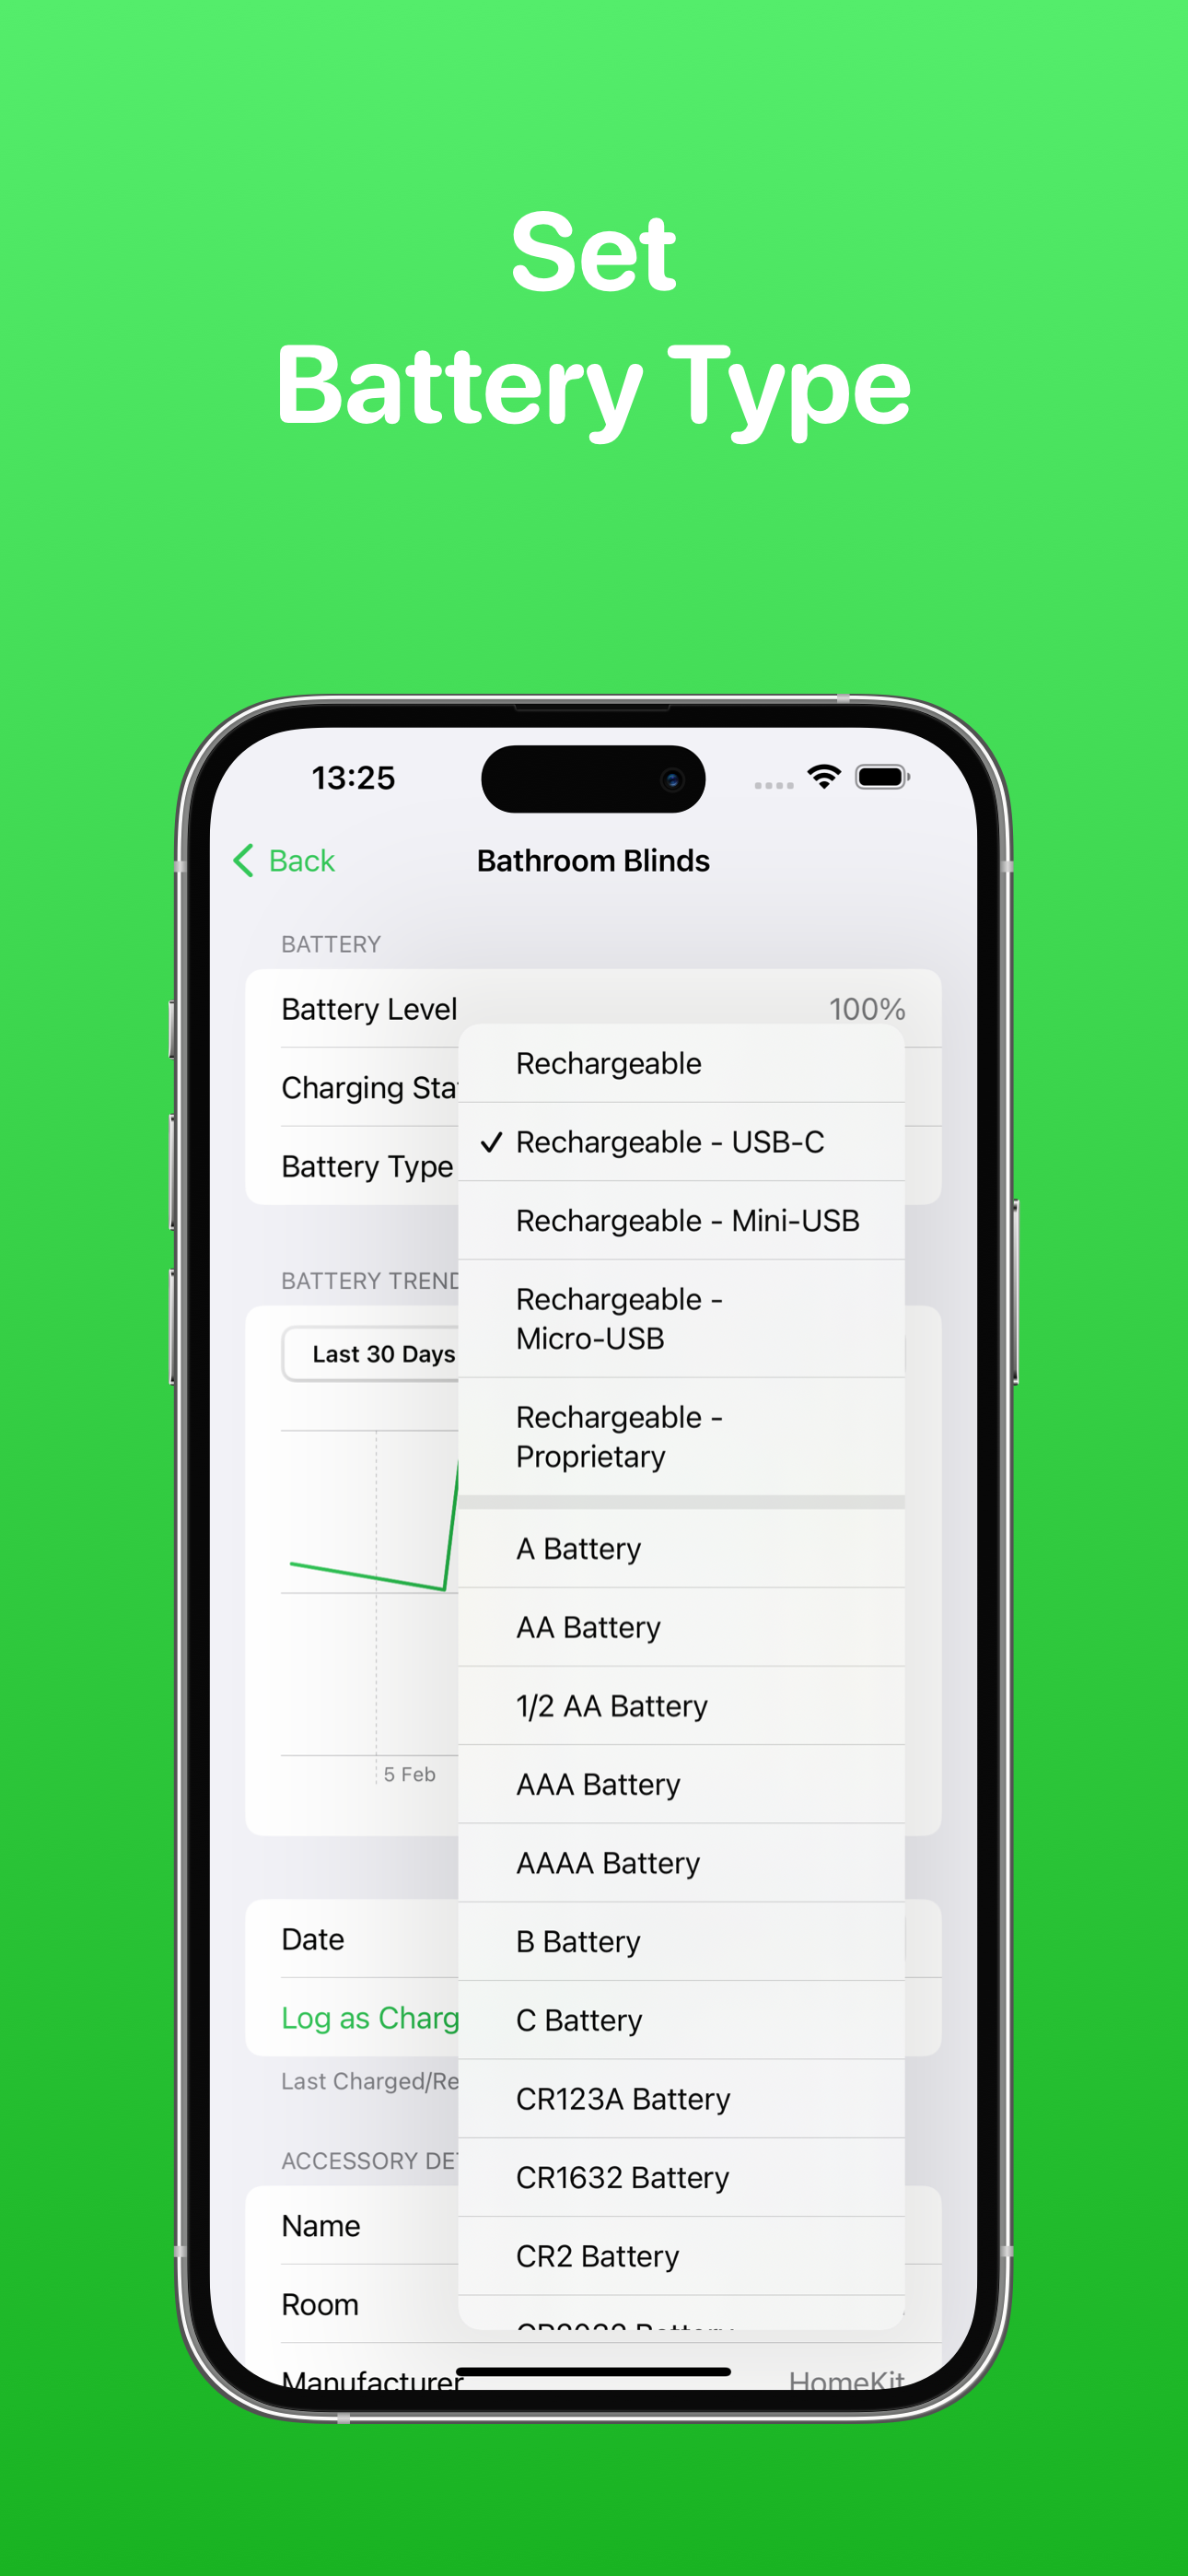 Set
Battery Type
13:25
Back
Bathroom Blinds
BATTERY
Battery Level 100%
Charging
Battery Type
Rechargeable
Rechargeable - USB-C
Rechargeable - Mini-USB
Rechargeable -
Micro-USB
Rechargeable -
Proprietary
BATTERY TREND
Last 30 Days
5 Feb
A Battery
AA Battery
1/2 AA Battery
AAA Battery
AAAA Battery
B Battery
C Battery
CR123A Battery
CR1632 Battery
CR2 Battery
Date
Log as Charg
Last Charged/Re
ACCESSORY DE
Name
Room
Manufacturer HomeKit